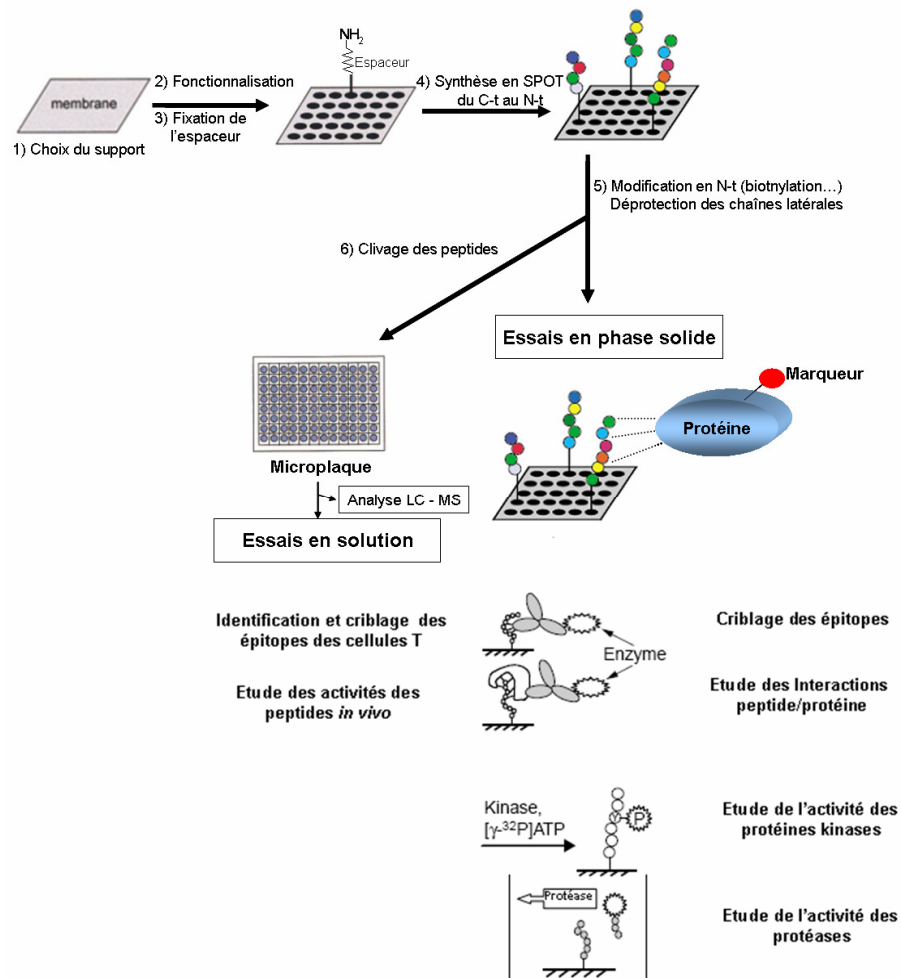 NH2
Espaceur
membrane
2) Fonctionnalisation
3) Fixation de
l'espaceur
1) Choix du support
4) Synthèse en SPOT
du C-t au N-t
5) Modification en N-t (biotnylation…)
Déprotection des chaînes latérales
6) Clivage des peptides
Essais en phase solide
Marqueur
Protéine
Microplaque
Analyse LC - MS
Essais en solution
Identification et criblage des
épitopes des cellules T
Enzyme
Criblage des épitopes
Etude des activités des
peptides in vivo
Etude des Interactions
peptide/protéine
Kinase,
[γ-32P]ATP
Y
P
Etude de l'activité des
protéines kinases
Protéase
Etude de l'activité des
protéases